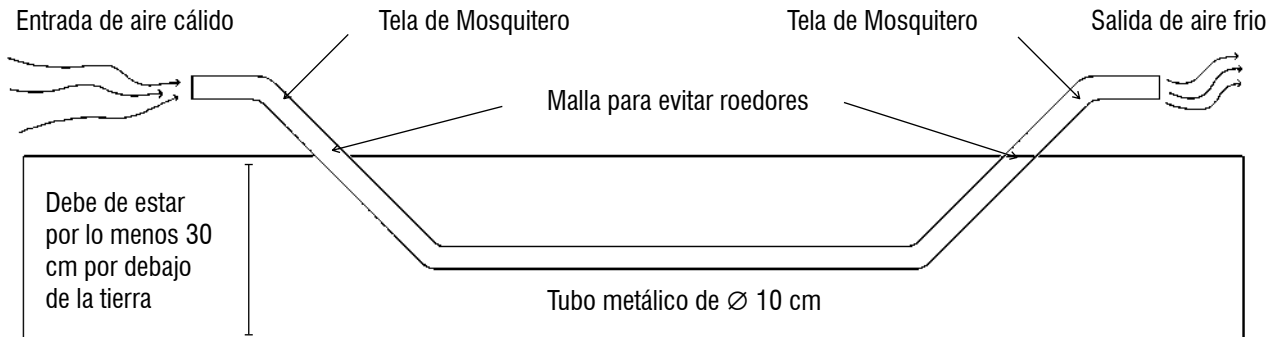 Entrada de aire cálido
Tela de Mosquitero
Tela de Mosquitero
Salida de aire frio
Malla para evitar roedores
Debe de estar
por lo menos 30
cm por debajo
de la tierra
Tubo metálico de ∅ 10 cm